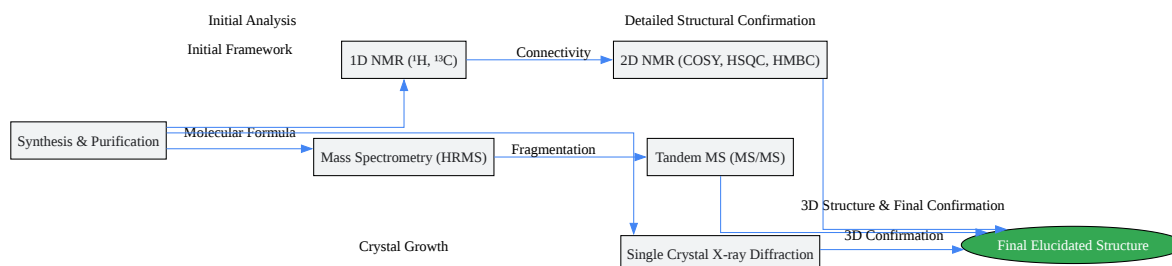 Initial Analysis
Detailed Structural Confirmation
Initial Framework
1D NMR (¹H, ¹³C)
Connectivity
2D NMR (COSY, HSQC, HMBC)
Synthesis & Purification
Molecular Formula
Mass Spectrometry (HRMS)
Fragmentation
Tandem MS (MS/MS)
3D Structure & Final Confirmation
Crystal Growth
Single Crystal X-ray Diffraction
3D Confirmation
Final Elucidated Structure